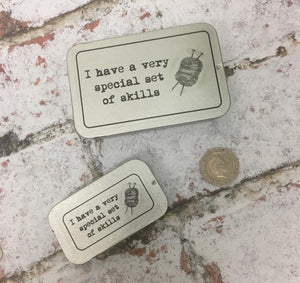 I have a very
special set
of skills
I have a very
special set
of skills